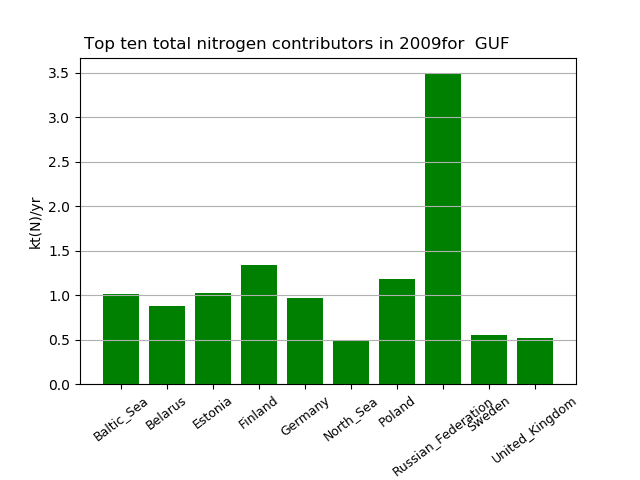 Top ten total nitrogen contributors in 2009for  GUF
kt(N)/yr
3.5
3.0
2.5
2.0
1.5
1.0
0.5
0.0
Baltic_Sea
Belarus
Estonia
Finland
Germany
North_Sea
Poland
Russian_Federation
Sweden
United_Kingdom